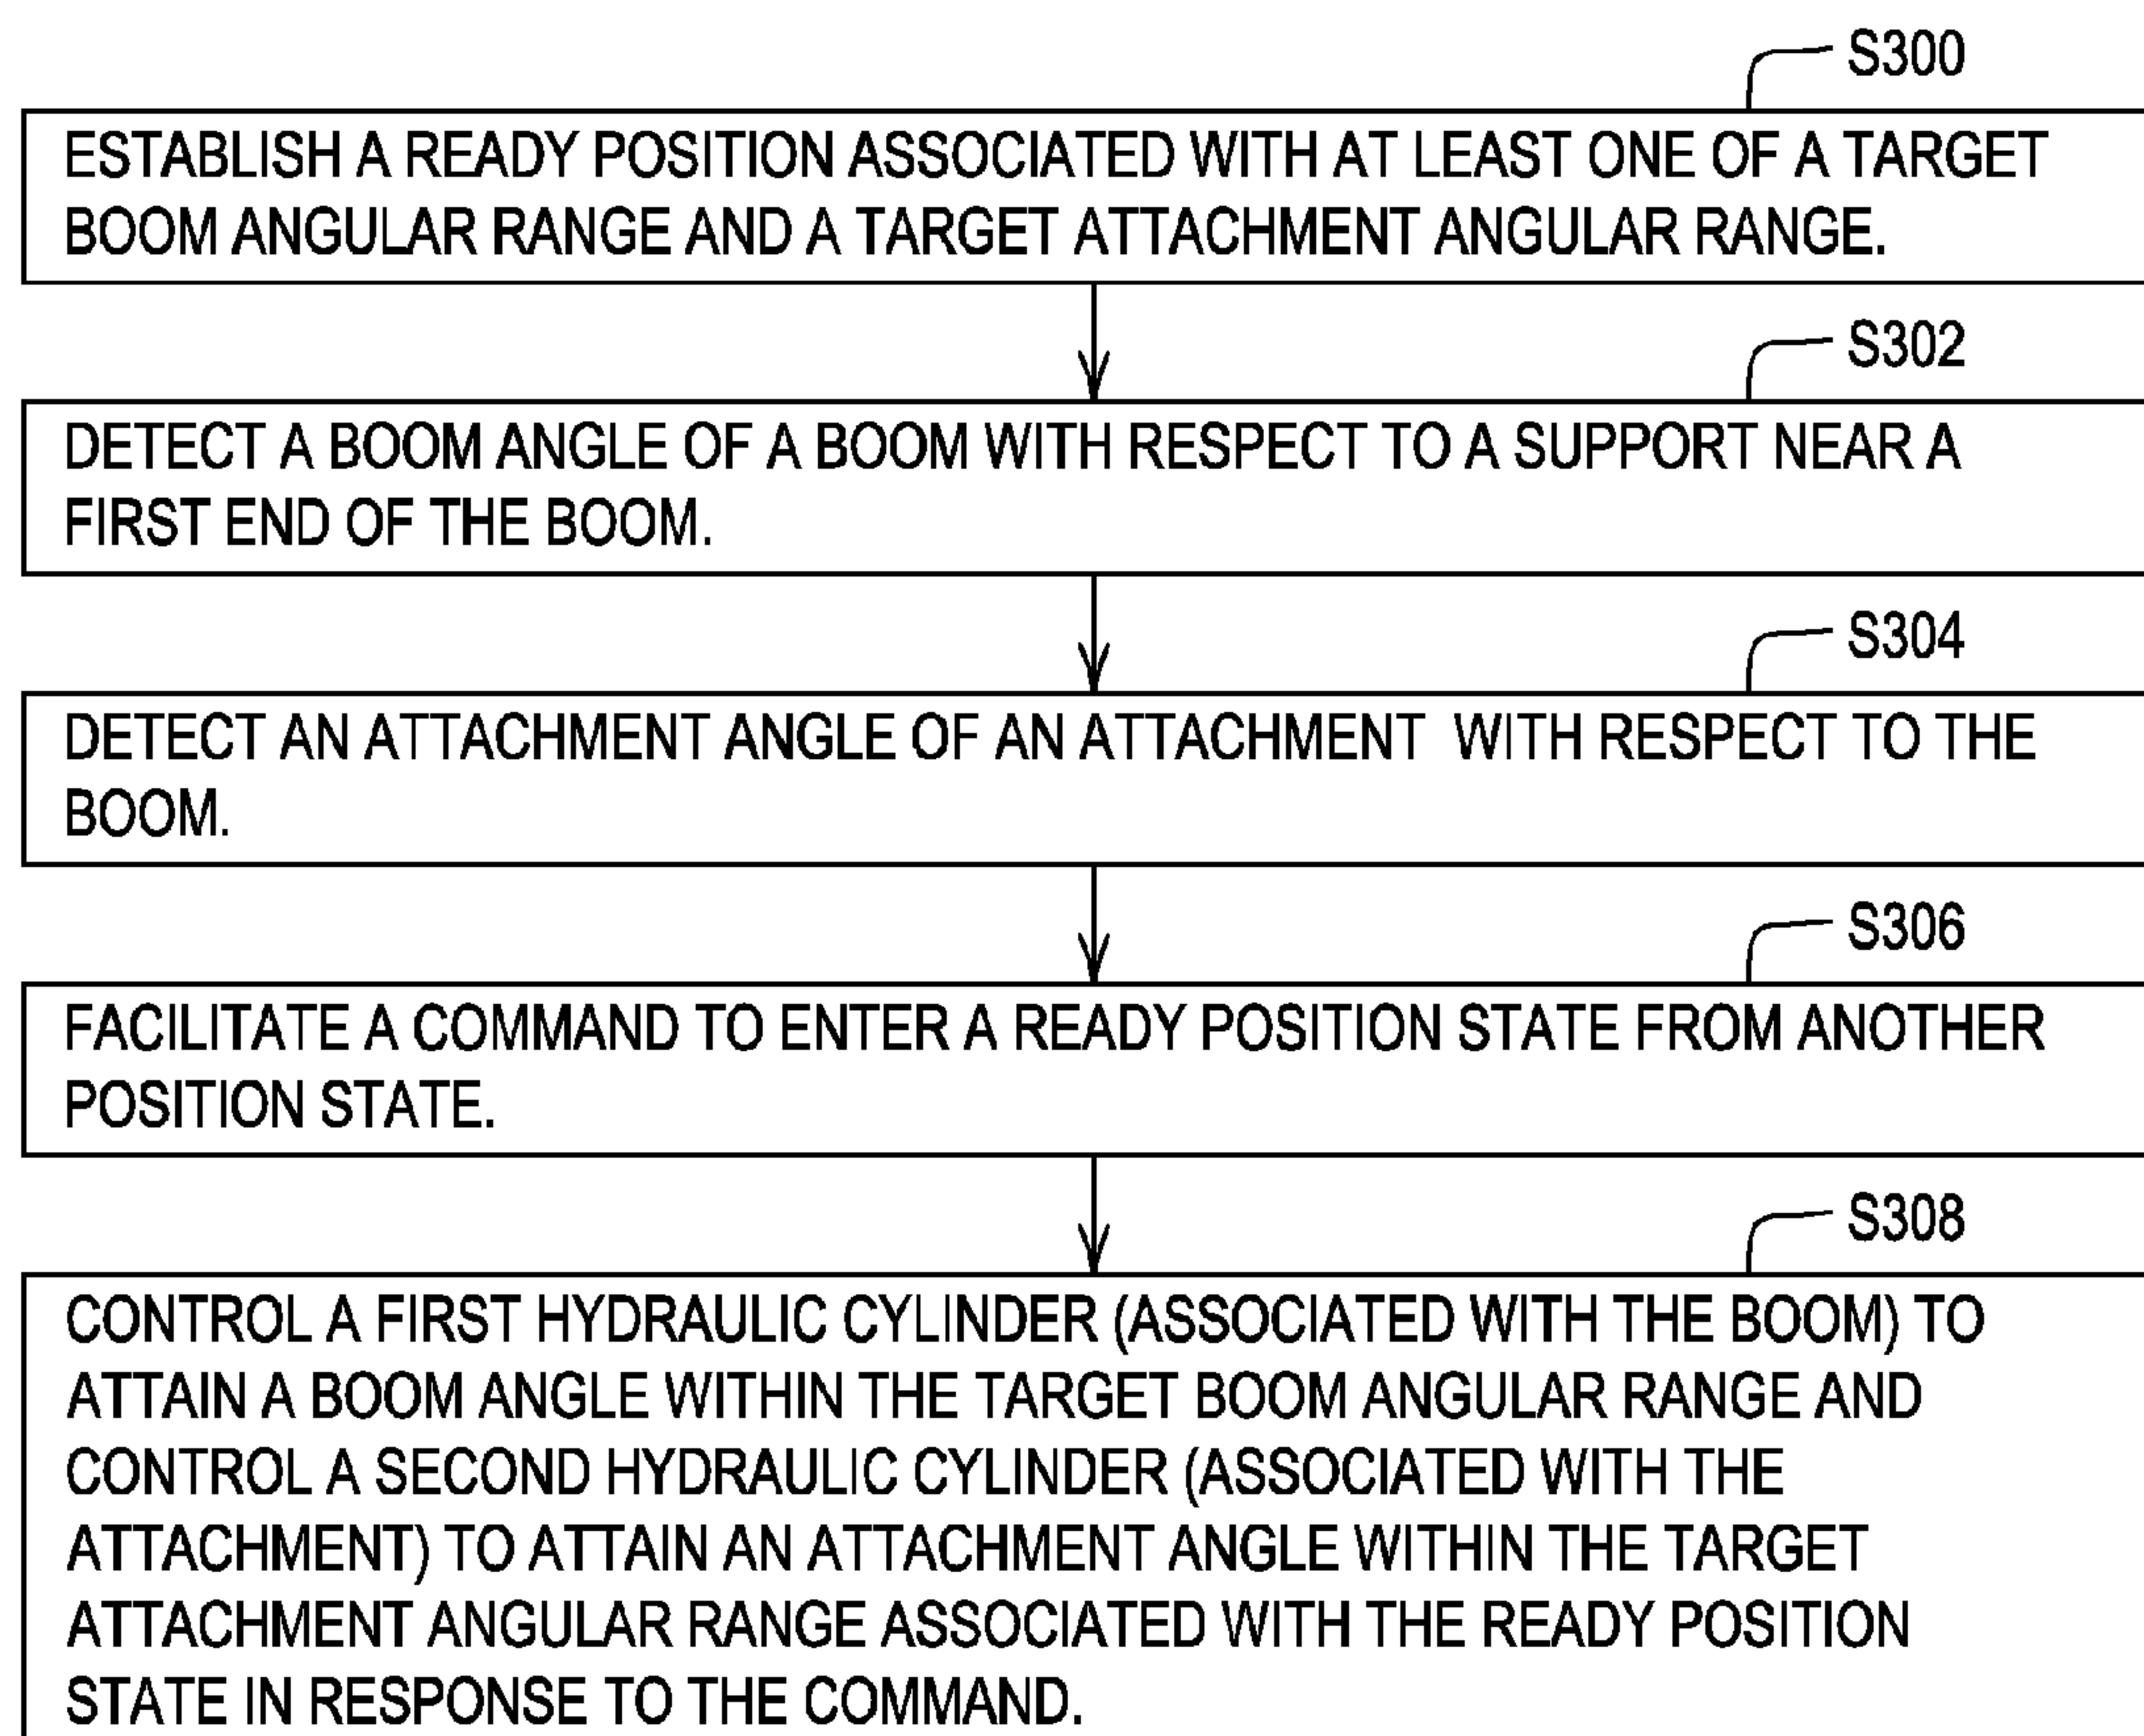 S300
ESTABLISH A READY POSITION ASSOCIATED WITH AT LEAST ONE OF A TARGET
BOOM ANGULAR RANGE AND A TARGET ATTACHMENT ANGULAR RANGE.
S302
DETECT A BOOM ANGLE OF A BOOM WITH RESPECT TO A SUPPORT NEAR A
FIRST END OF THE BOOM.
S304
DETECT AN ATTACHMENT ANGLE OF AN ATTACHMENT WITH RESPECT TO THE
BOOM.
S306
FACILITATE A COMMAND TO ENTER A READY POSITION STATE FROM ANOTHER
POSITION STATE.
S308
CONTROL A FIRST HYDRAULIC CYLINDER (ASSOCIATED WITH THE BOOM) TO
ATTAIN A BOOM ANGLE WITHIN THE TARGET BOOM ANGULAR RANGE AND
CONTROL A SECOND HYDRAULIC CYLINDER (ASSOCIATED WITH THE
ATTACHMENT) TO ATTAIN AN ATTACHMENT ANGLE WITHIN THE TARGET
ATTACHMENT ANGULAR RANGE ASSOCIATED WITH THE READY POSITION
STATE IN RESPONSE TO THE COMMAND.